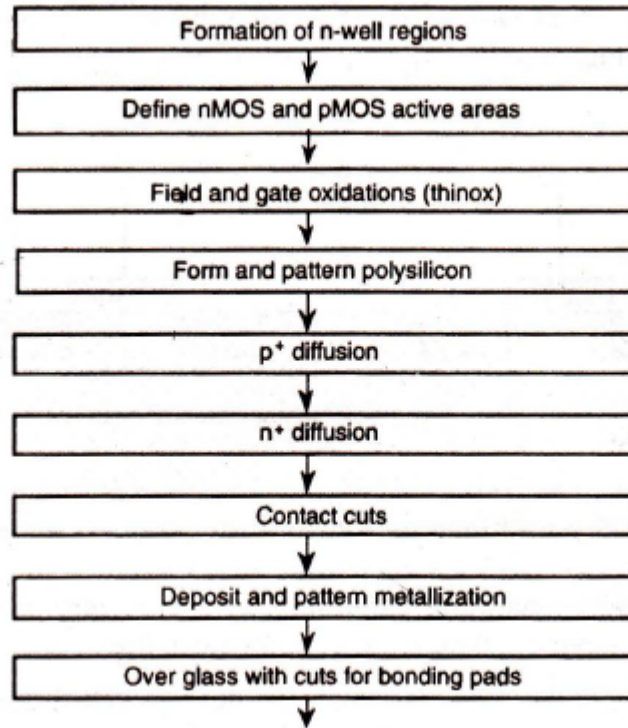 Formation of n-well regions
Define nMOS and pMOS active areas
Field and gate oxidations (thinox)
Form and pattern polysilicon
p⁺ diffusion
n⁺ diffusion
Contact cuts
Deposit and pattern metallization
Over glass with cuts for bonding pads